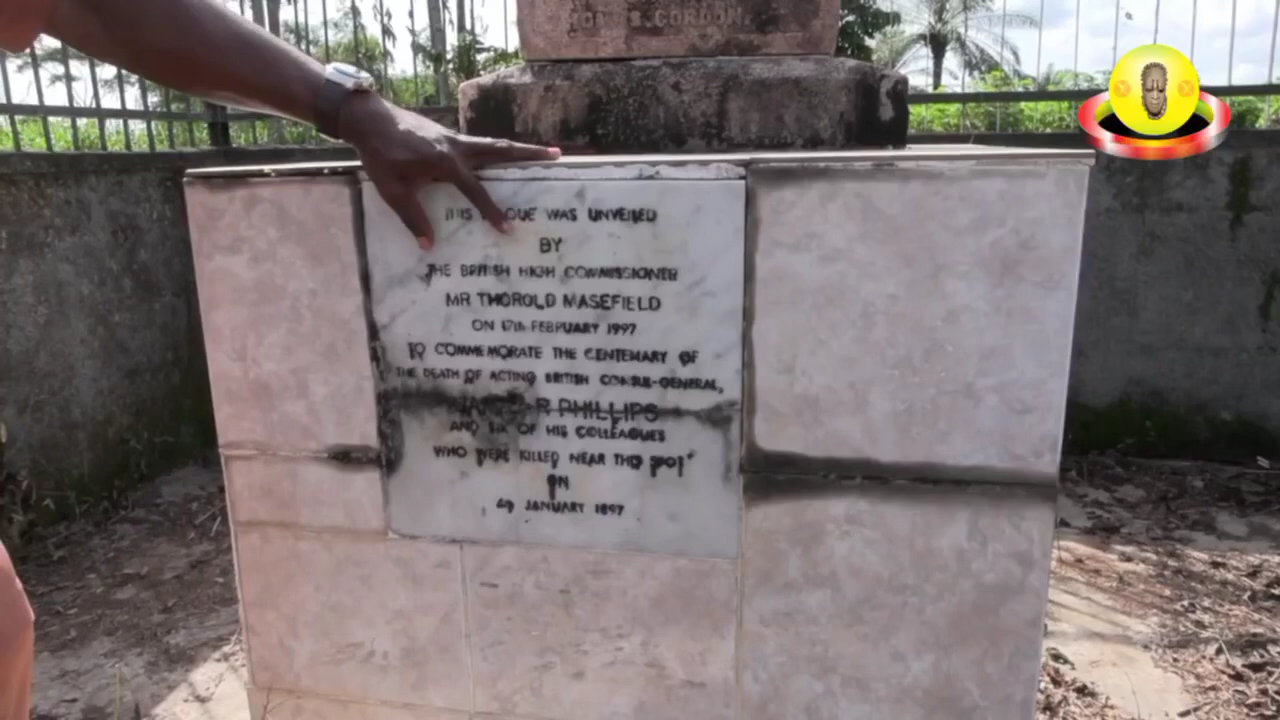 GORDON
THIS PLAQUE WAS UNVEILED
BY
THE BRITISH HIGH COMMISSIONER
MR THOROLD MASEFIELD
ON 17th FEBRUARY 1997
TO COMMEMORATE THE CENTENARY OF
THE DEATH OF ACTING BRITISH CONSUL-GENERAL,
R PHILLIPS
AND SIX OF HIS COLLEAGUES
WHO WERE KILLED NEAR THIS SPOT
ON
JANUARY 1897